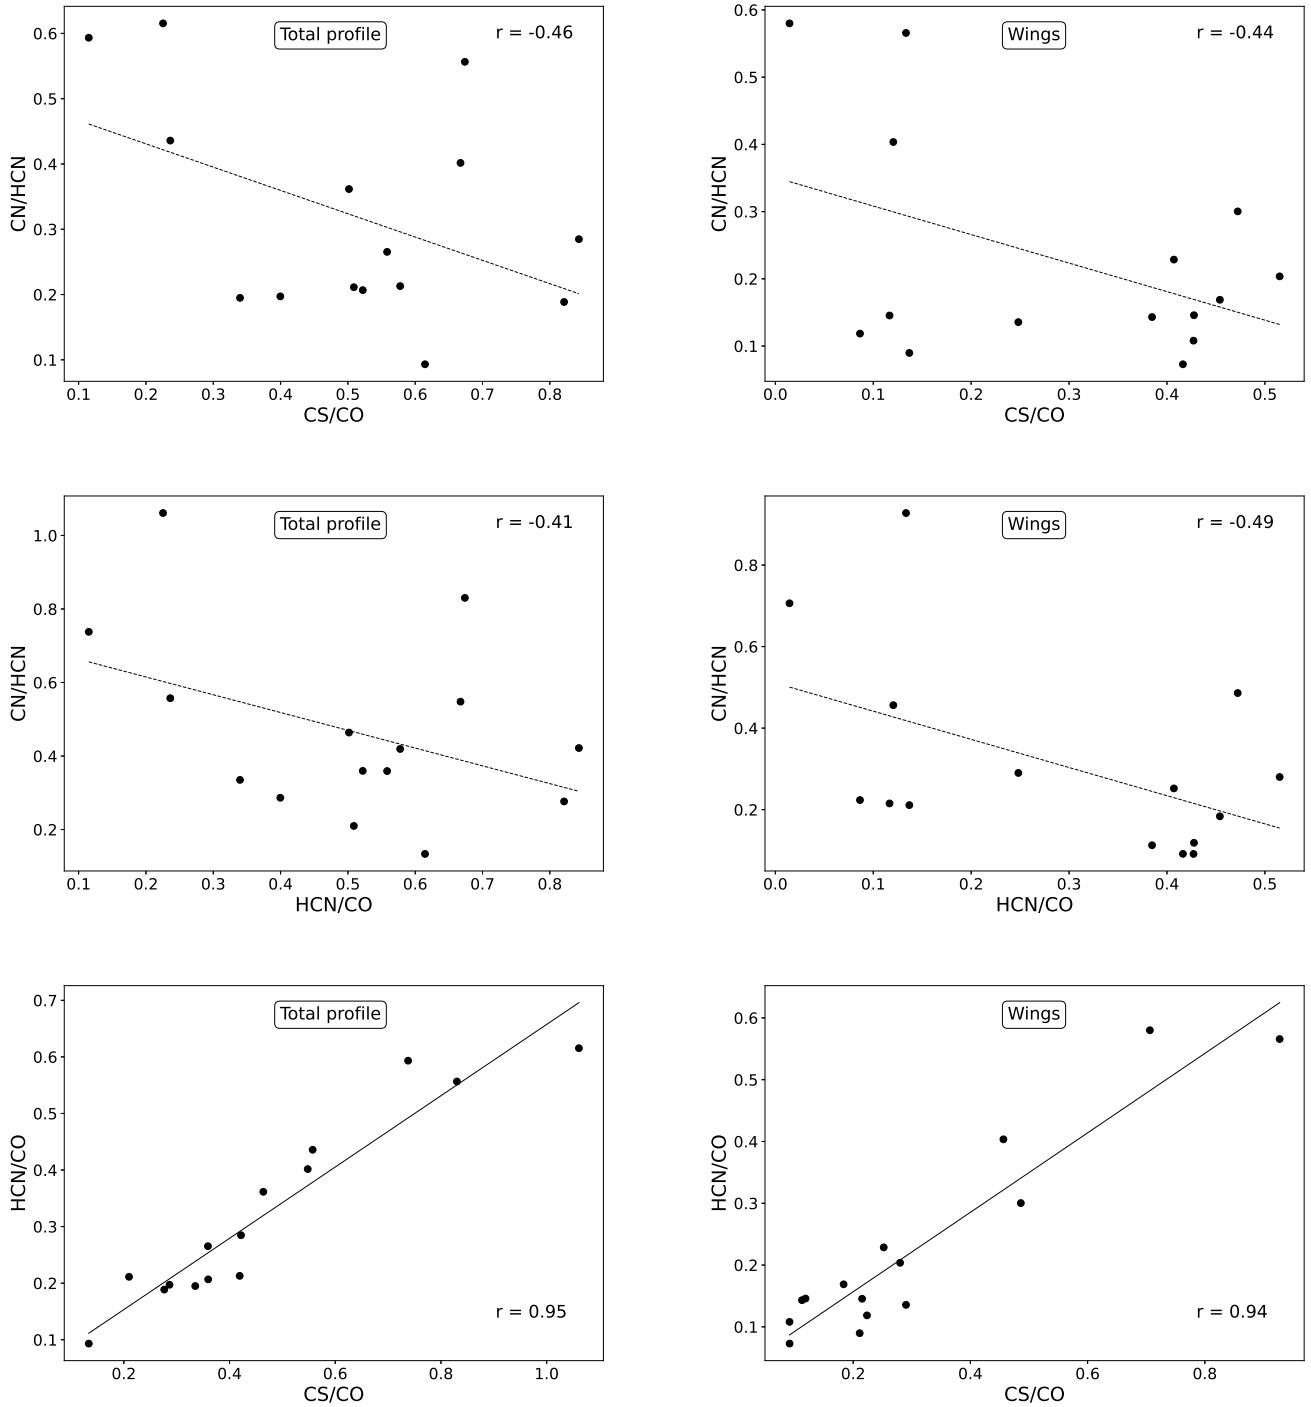 Total profile
r = -0.46
CN/HCN
0.6
0.5
0.4
0.3
0.2
0.1
0.1 0.2 0.3 0.4 0.5 0.6 0.7 0.8
CS/CO
Wings
r = -0.44
CN/HCN
0.6
0.5
0.4
0.3
0.2
0.1
0.0 0.1 0.2 0.3 0.4 0.5
CS/CO
Total profile
r = -0.41
CN/HCN
1.0
0.8
0.6
0.4
0.2
0.1 0.2 0.3 0.4 0.5 0.6 0.7 0.8
HCN/CO
Wings
r = -0.49
CN/HCN
0.8
0.6
0.4
0.2
0.0 0.1 0.2 0.3 0.4 0.5
HCN/CO
Total profile
HCN/CO
0.7
0.6
0.5
0.4
0.3
0.2
0.1
r = 0.95
0.2 0.4 0.6 0.8 1.0
CS/CO
Wings
HCN/CO
0.6
0.5
0.4
0.3
0.2
0.1
r = 0.94
0.2 0.4 0.6 0.8
CS/CO